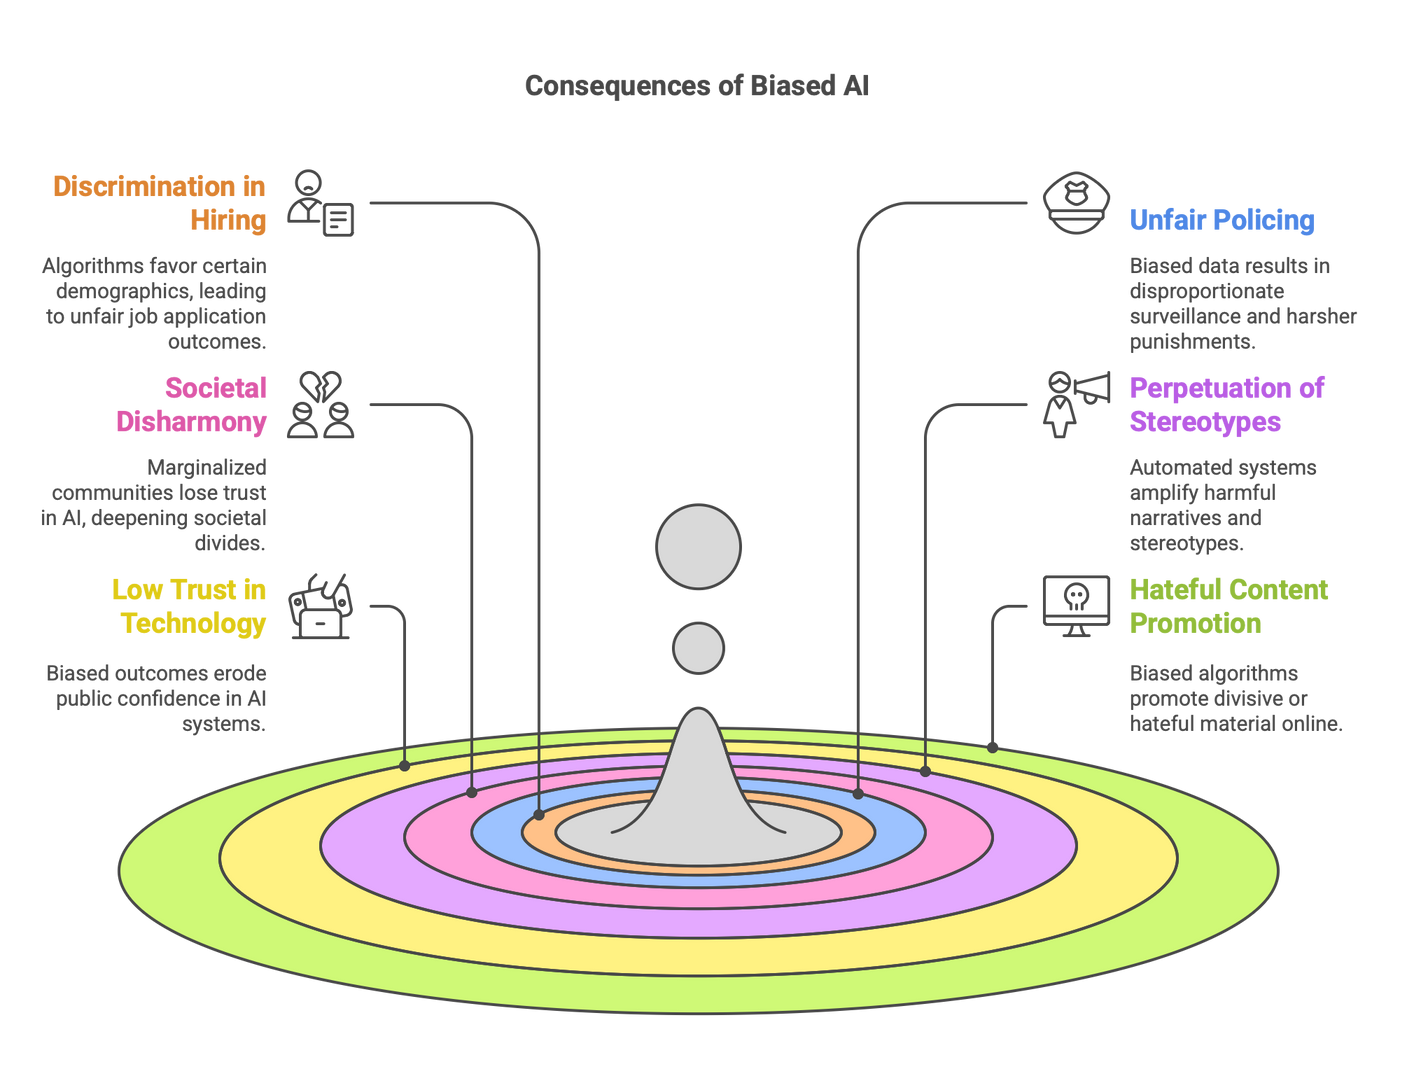 Consequences of Biased AI
Discrimination in
Hiring
Algorithms favor certain
demographics, leading
to unfair job application
outcomes.
Societal
Disharmony
Marginalized
communities lose trust
in AI, deepening societal
divides.
Low Trust in
Technology
Biased outcomes erode
public confidence in AI
systems.
Unfair Policing
Biased data results in
disproportionate
surveillance and harsher
punishments.
Perpetuation of
Stereotypes
Automated systems
amplify harmful
narratives and
stereotypes.
Hateful Content
Promotion
Biased algorithms
promote divisive or
hateful material online.